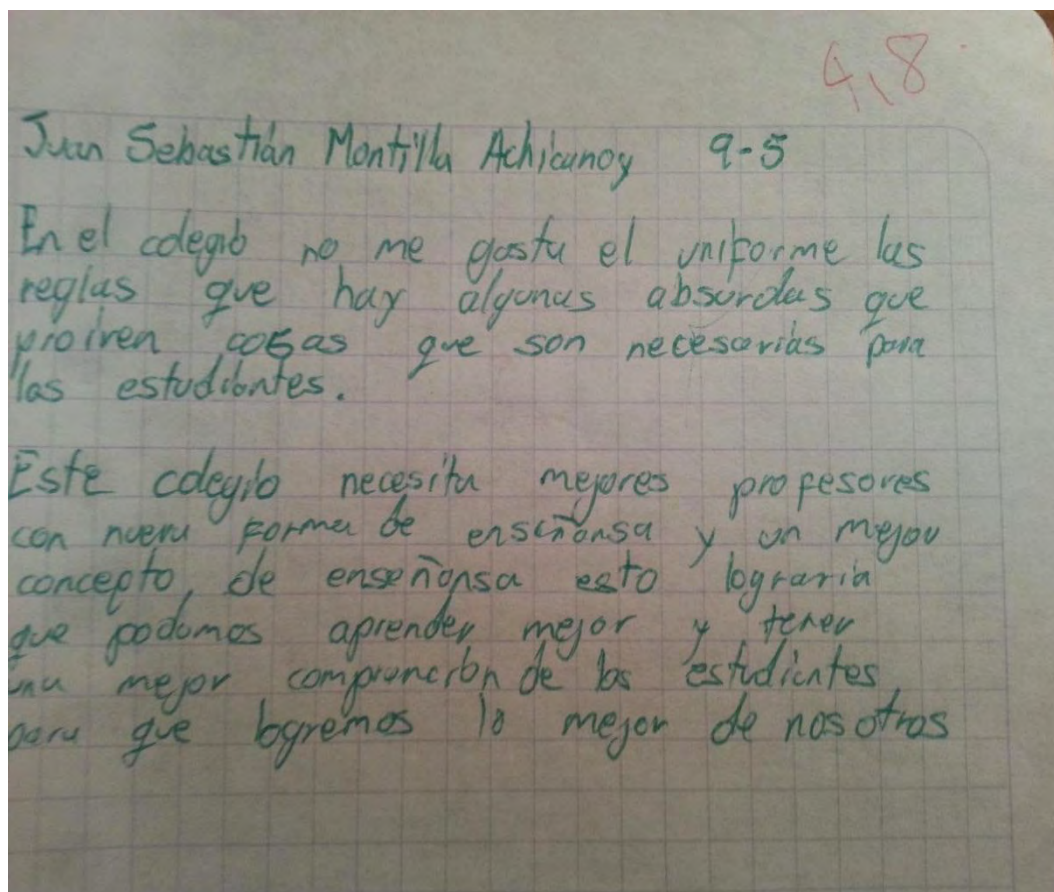 4,8
Juan Sebastián Montilla Achicanoy 9-5
En el colegio no me gusta el uniforme las
reglas que hay algunas absurdas que
proiven cosas que son necesarias para
los estudiantes.
Este colegio necesita mejores profesores
con nueva forma de enseñansa y un mejor
concepto, de enseñansa esto lograria
que podamos aprender mejor y tener
una mejor comprención de los estudiantes
para que logremos lo mejor de nosotros